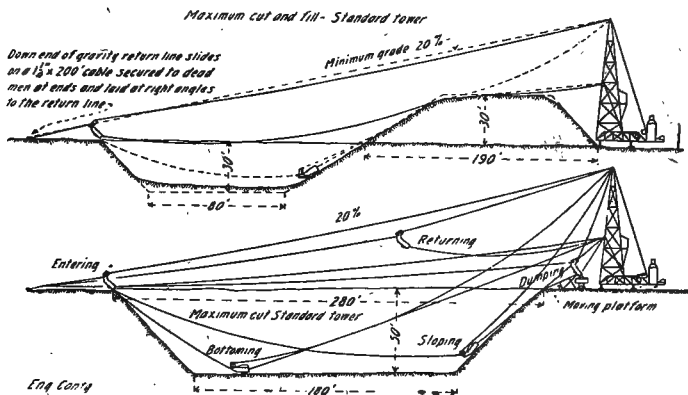 Maximum cut and fill - Standard tower
Down end of gravity return line slides
on a 1½" x 200' cable secured to dead
men at ends and laid at right angles
to the return line
Minimum grade 20%
30'
30'
80'
190'
20%
Entering
Returning
Dumping
280'
Moving platform
Maximum cut Standard tower
50'
Bottoming
Sloping
180'
Eng Contg